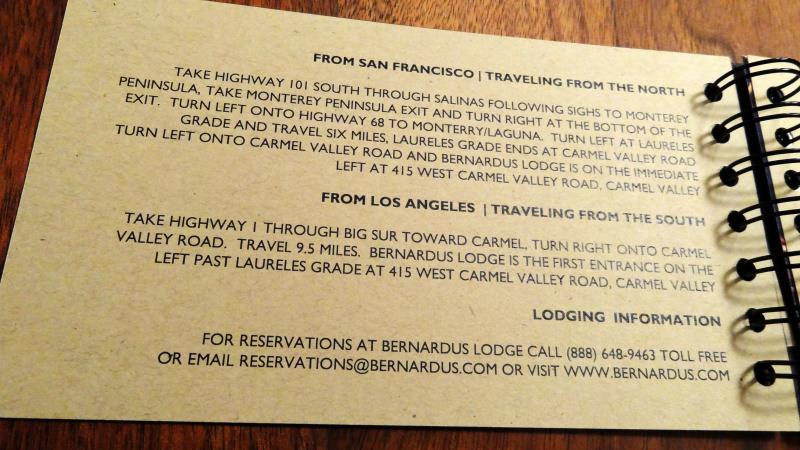 FROM SAN FRANCISCO | TRAVELING FROM THE NORTH
TAKE HIGHWAY 101 SOUTH THROUGH SALINAS FOLLOWING SIGHS TO MONTEREY
PENINSULA, TAKE MONTEREY PENINSULA EXIT AND TURN RIGHT AT THE BOTTOM OF THE
EXIT. TURN LEFT ONTO HIGHWAY 68 TO MONTERRY/LAGUNA. TURN LEFT AT LAURELES
GRADE AND TRAVEL SIX MILES, LAURELES GRADE ENDS AT CARMEL VALLEY ROAD
TURN LEFT ONTO CARMEL VALLEY ROAD AND BERNARDUS LODGE IS ON THE IMMEDIATE
LEFT AT 415 WEST CARMEL VALLEY ROAD, CARMEL VALLEY
FROM LOS ANGELES | TRAVELING FROM THE SOUTH
TAKE HIGHWAY 1 THROUGH BIG SUR TOWARD CARMEL, TURN RIGHT ONTO CARMEL
VALLEY ROAD. TRAVEL 9.5 MILES. BERNARDUS LODGE IS THE FIRST ENTRANCE ON THE
LEFT PAST LAURELES GRADE AT 415 WEST CARMEL VALLEY ROAD, CARMEL VALLEY
LODGING INFORMATION
FOR RESERVATIONS AT BERNARDUS LODGE CALL (888) 648-9463 TOLL FREE
OR EMAIL RESERVATIONS@BERNARDUS.COM OR VISIT WWW.BERNARDUS.COM